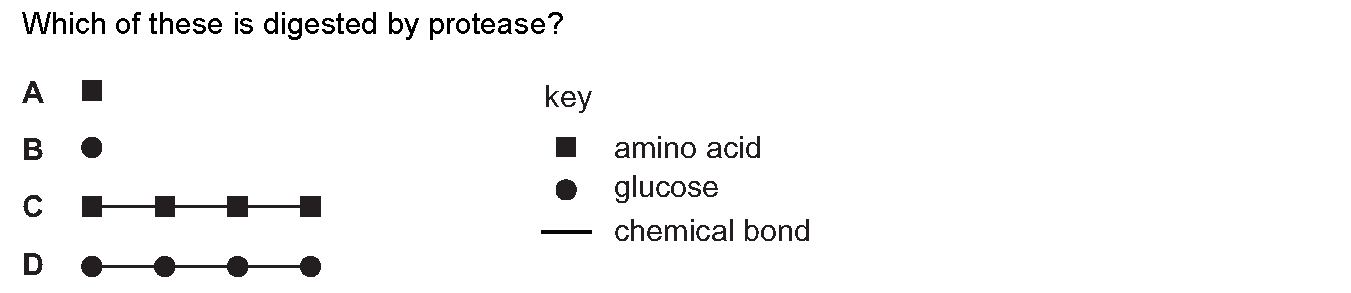 Which of these is digested by protease?
A
B
C
D
key
amino acid
glucose
chemical bond